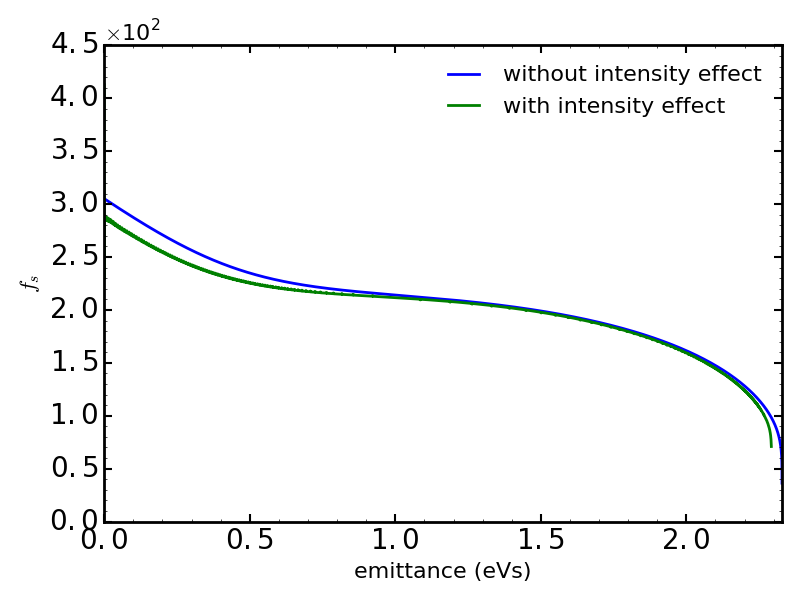 ×10²
4.5
4.0
3.5
3.0
2.5
2.0
1.5
1.0
0.5
0.0
f_s
without intensity effect
with intensity effect
0.0 0.5 1.0 1.5 2.0
emittance (eVs)